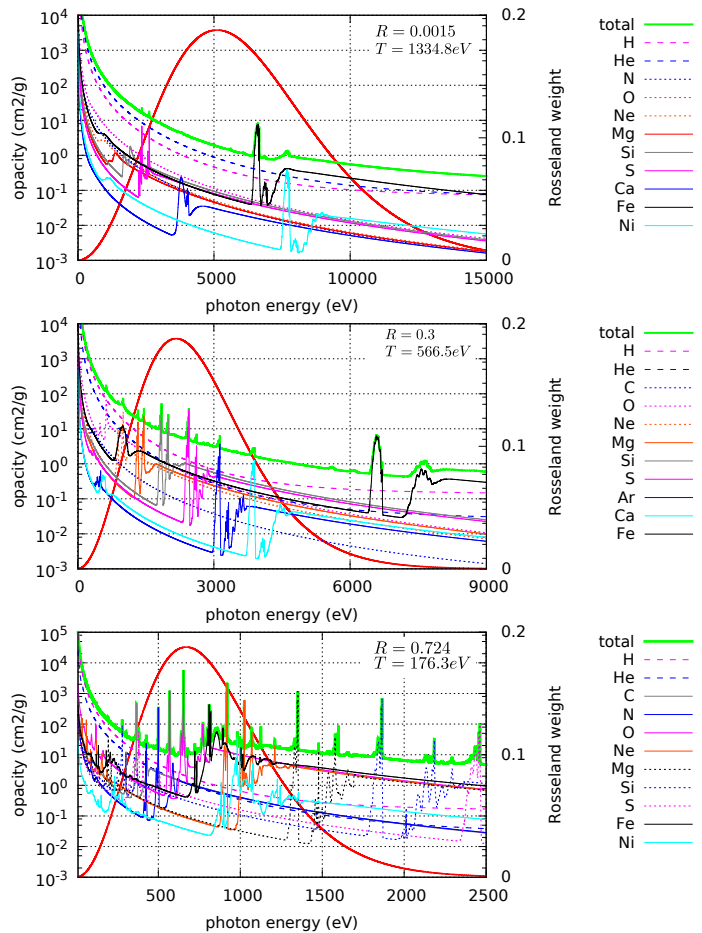 10^4
10^3
10^2
10^1
10^0
10^-1
10^-2
10^-3
opacity (cm2/g)
0
5000
10000
15000
photon energy (eV)
0.2
0.1
0
Rosseland weight
R = 0.0015
T = 1334.8eV
total
H
He
N
O
Ne
Mg
Si
S
Ca
Fe
Ni
10^4
10^3
10^2
10^1
10^0
10^-1
10^-2
10^-3
opacity (cm2/g)
0
3000
6000
9000
photon energy (eV)
0.2
0.1
0
Rosseland weight
R = 0.3
T = 566.5eV
total
H
He
C
O
Ne
Mg
Si
S
Ar
Ca
Fe
10^5
10^4
10^3
10^2
10^1
10^0
10^-1
10^-2
10^-3
opacity (cm2/g)
500
1000
1500
2000
2500
photon energy (eV)
0.2
0.1
0
Rosseland weight
R = 0.724
T = 176.3eV
total
H
He
C
N
O
Ne
Mg
Si
S
Fe
Ni